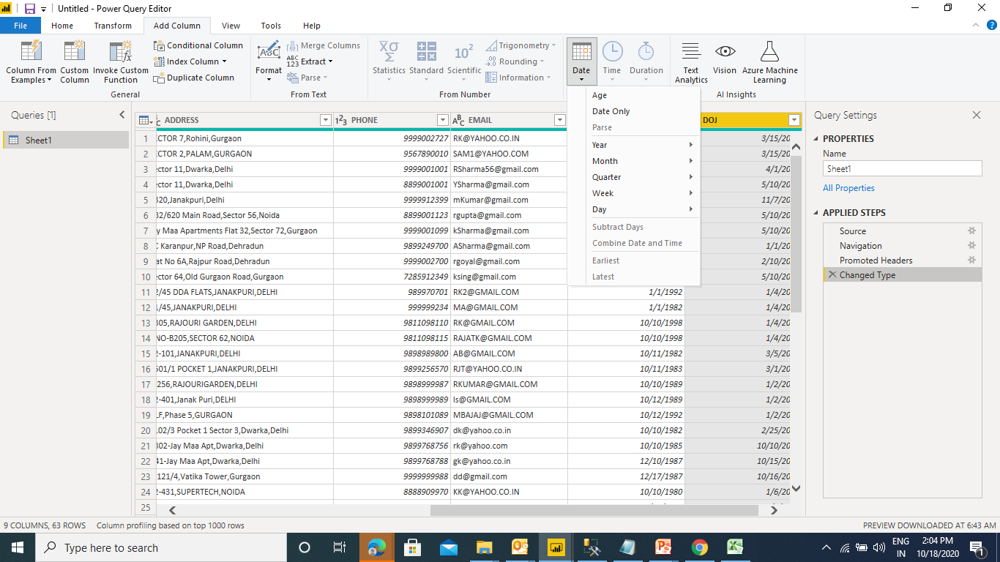 Untitled - Power Query Editor
File Home Transform Add Column View Tools Help
Column From Examples
Custom Column
Invoke Custom Function
Conditional Column
Index Column
Duplicate Column
General
Format
Merge Columns
Extract
Parse
From Text
Statistics
Standard
Scientific
Trigonometry
Rounding
Information
From Number
Date
Time
Duration
Text Analytics
Vision
Azure Machine Learning
AI Insights
Age
Date Only
Parse
Year
Month
Quarter
Week
Day
Subtract Days
Combine Date and Time
Earliest
Latest
Queries [1]
Sheet1
ADDRESS PHONE EMAIL DOJ
1 ECTOR 7,Rohini,Gurgaon 9999002727 RK@YAHOO.CO.IN 3/15/20
2 ECTOR 2,PALAM,GURGAON 9567890010 SAM1@YAHOO.COM 3/15/20
3 ector 11,Dwarka,Delhi 9999001001 RSharma56@gmail.com 4/1/20
4 ector 11,Dwarka,Delhi 8899001001 YSharma@gmail.com 5/10/20
5 320,Janakpuri,Delhi 9999912399 mKumar@gmail.com 11/7/20
6 32/620 Main Road,Sector 56,Noida 8899001123 rgupta@gmail.com 5/10/20
7 y Maa Apartments Flat 32,Sector 72,Gurgaon 9999001099 kSharma@gmail.com 5/10/20
8 C Karanpur,NP Road,Dehradun 9899249700 ASharma@gmail.com 1/1/20
9 at No 6A,Rajpur Road,Dehradun 9999002700 rgoyal@gmail.com 2/10/20
10 ector 64,Old Gurgaon Road,Gurgaon 7285912349 ksing@gmail.com 5/10/20
11 2/45 DDA FLATS,JANAKPURI,DELHI 989970701 RK2@GMAIL.COM 1/1/1992 1/4/20
12 1/45,JANAKPURI,DELHI 999999234 MA@GMAIL.COM 1/1/1982 1/4/20
13 305,RAJOURI GARDEN,DELHI 9811098110 RK@GMAIL.COM 10/10/1998 1/4/20
14 NO-B205,SECTOR 62,NOIDA 9811098115 RAJATK@GMAIL.COM 10/10/1998 1/4/20
15 2-101,JANAKPURI,DELHI 9898989800 AB@GMAIL.COM 10/11/1982 3/5/20
16 601/1 POCKET 1,JANAKPURI,DELHI 9899256570 RJT@YAHOO.CO.IN 10/11/1983 3/1/20
17 256,RAJOURIGARDEN,DELHI 9898999987 RKUMAR@GMAIL.COM 10/10/1989 1/2/20
18 2-401,Janak Puri,DELHI 9898999989 ls@GMAIL.COM 10/12/1989 1/2/20
19 LF,Phase 5,GURGAON 9898101089 MBAJAJ@GMAIL.COM 10/12/1992 1/2/20
20 102/3 Pocket 1 Sector 3,Dwarka,Delhi 9899346907 dk@yahoo.co.in 10/10/1982 2/25/20
21 302-Jay Maa Apt,Dwarka,Delhi 9899768756 rk@yahoo.com 10/10/1985 10/10/20
22 41-Jay Maa Apt,Dwarka,Delhi 9899768788 gk@yahoo.co.in 12/10/1987 10/15/20
23 121/4,Vatika Tower,Gurgaon 9999999988 dd@gmail.com 12/17/1987 10/16/20
24 2-431,SUPERTECH,NOIDA 8888909970 KK@YAHOO.CO.IN 10/10/1980 1/6/20
25
Query Settings
PROPERTIES
Name
Sheet1
All Properties
APPLIED STEPS
Source
Navigation
Promoted Headers
Changed Type
9 COLUMNS, 63 ROWS Column profiling based on top 1000 rows PREVIEW DOWNLOADED AT 6:43 AM
Type here to search
ENG
IN
2:04 PM
10/18/2020
1